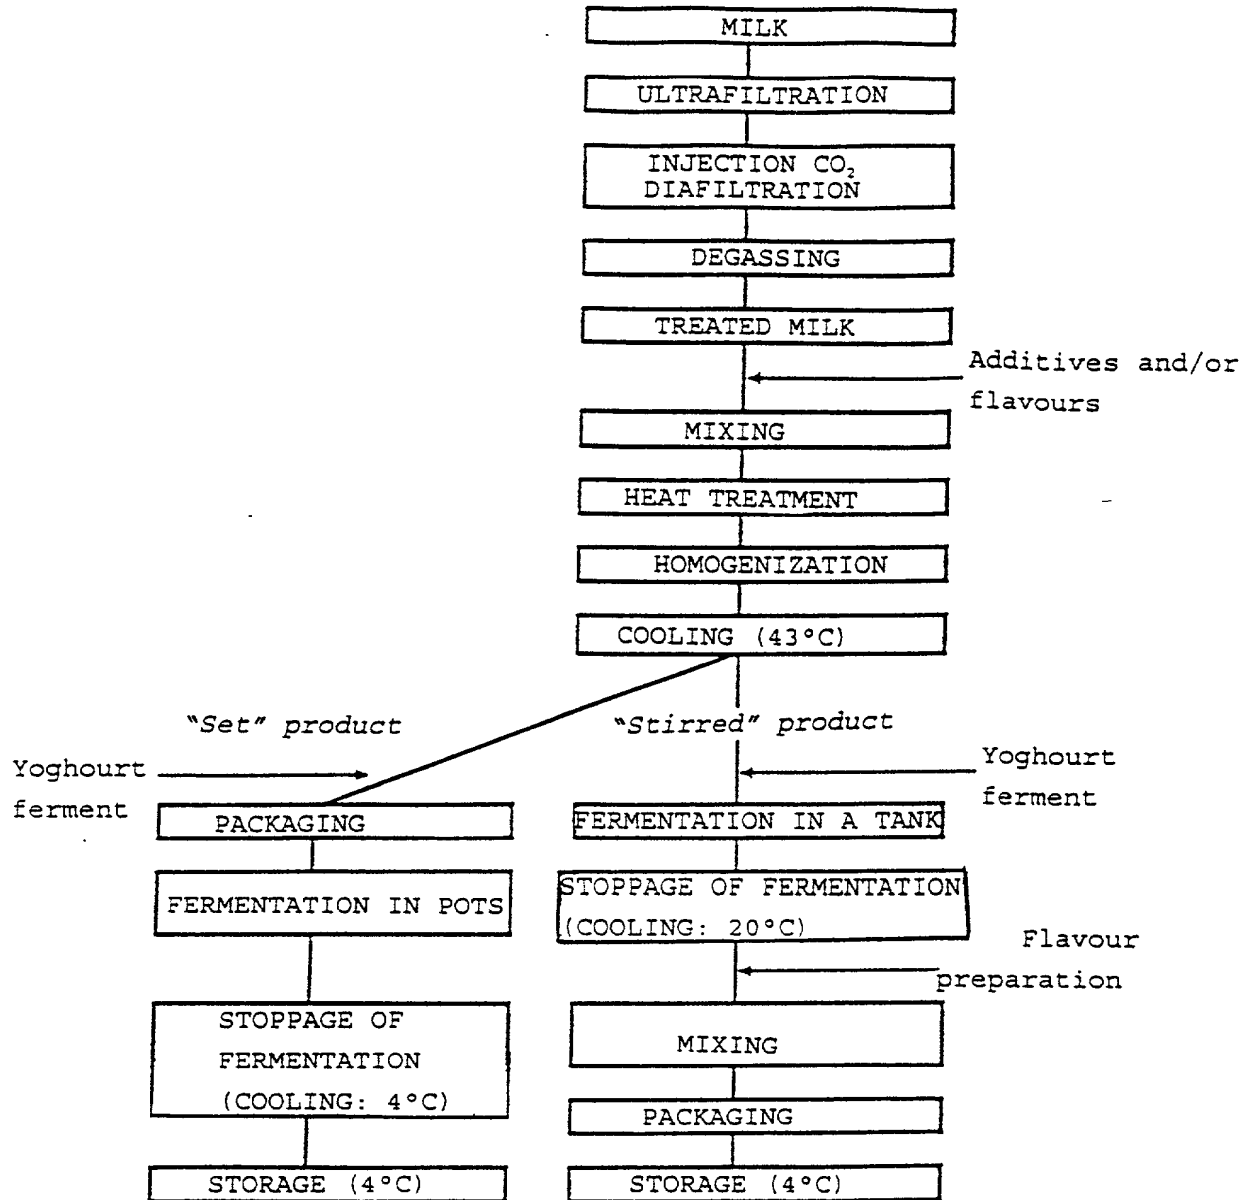 MILK
ULTRAFILTRATION
INJECTION CO₂
DIAFILTRATION
DEGASSING
TREATED MILK
Additives and/or
flavours
MIXING
HEAT TREATMENT
HOMOGENIZATION
COOLING (43°C)
"Set" product
"Stirred" product
Yoghourt
ferment
Yoghourt
ferment
PACKAGING
FERMENTATION IN POTS
STOPPAGE OF
FERMENTATION
(COOLING: 4°C)
STORAGE (4°C)
FERMENTATION IN A TANK
STOPPAGE OF FERMENTATION
(COOLING: 20°C)
Flavour
preparation
MIXING
PACKAGING
STORAGE (4°C)